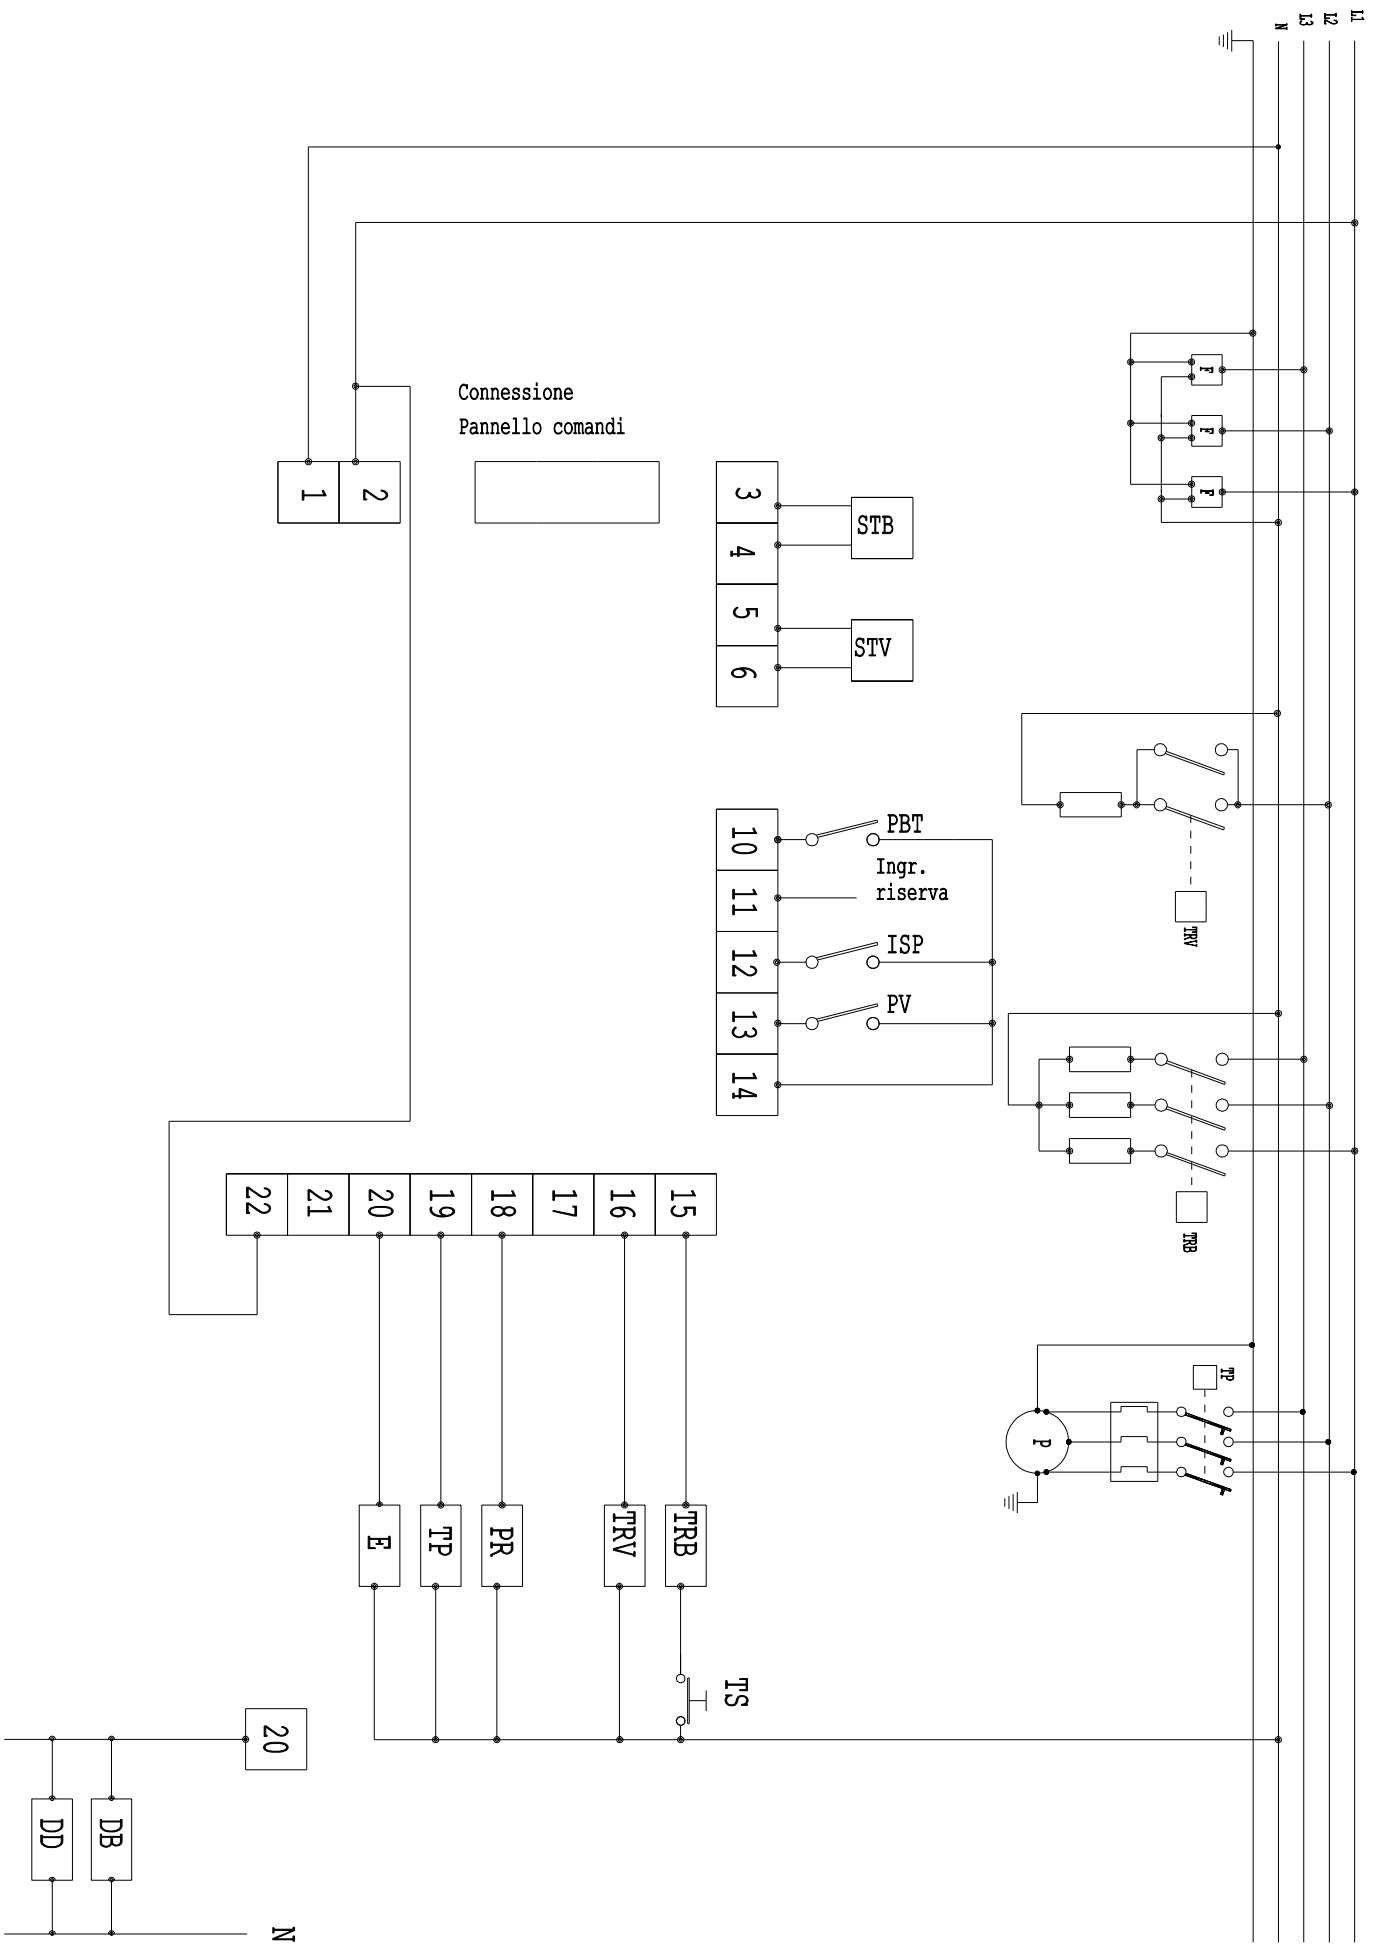 L1
L2
L3
N
F
F
F
Connessione
Pannello comandi
1
2
3
4
5
6
STB
STV
TRV
10
11
12
13
14
PBT
Ingr.
riserva
ISP
PV
TRB
22
21
20
19
18
17
16
15
TP
P
E
TP
PR
TRV
TRB
TS
20
DD
DB
N